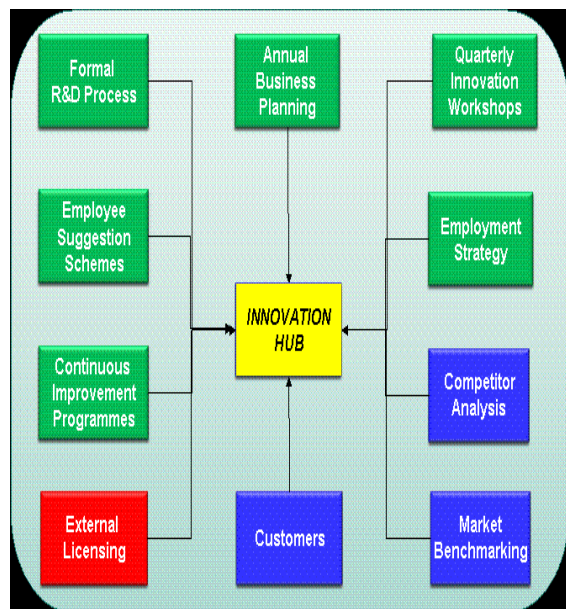 Formal
R&D Process
Annual
Business
Planning
Quarterly
Innovation
Workshops
Employee
Suggestion
Schemes
Employment
Strategy
INNOVATION
HUB
Continuous
Improvement
Programmes
Competitor
Analysis
External
Licensing
Customers
Market
Benchmarking